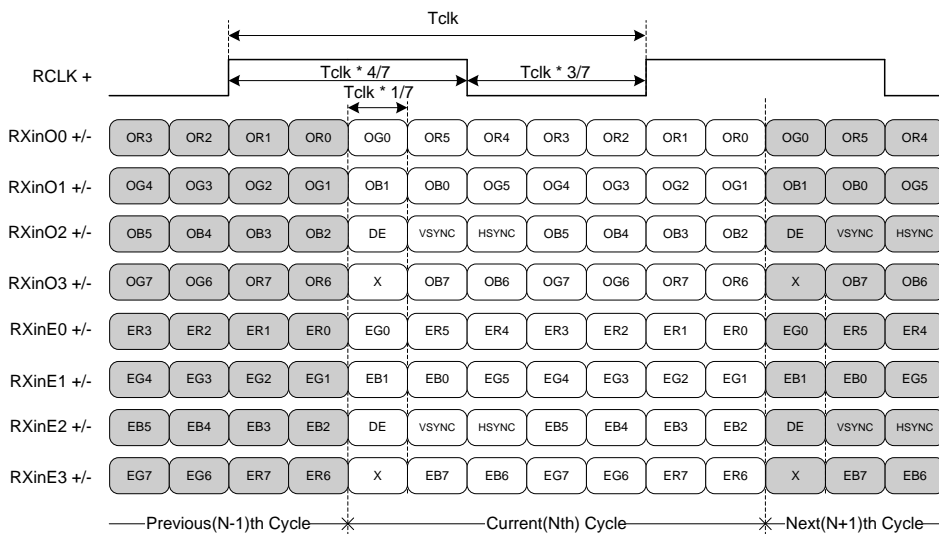 Tclk
RCLK +
Tclk * 4/7 Tclk * 3/7
Tclk * 1/7
RXinO0 +/- OR3 OR2 OR1 OR0 OG0 OR5 OR4 OR3 OR2 OR1 OR0 OG0 OR5 OR4
RXinO1 +/- OG4 OG3 OG2 OG1 OB1 OB0 OG5 OG4 OG3 OG2 OG1 OB1 OB0 OG5
RXinO2 +/- OB5 OB4 OB3 OB2 DE VSYNC HSYNC OB5 OB4 OB3 OB2 DE VSYNC HSYNC
RXinO3 +/- OG7 OG6 OR7 OR6 X OB7 OB6 OG7 OG6 OR7 OR6 X OB7 OB6
RXinE0 +/- ER3 ER2 ER1 ER0 EG0 ER5 ER4 ER3 ER2 ER1 ER0 EG0 ER5 ER4
RXinE1 +/- EG4 EG3 EG2 EG1 EB1 EB0 EG5 EG4 EG3 EG2 EG1 EB1 EB0 EG5
RXinE2 +/- EB5 EB4 EB3 EB2 DE VSYNC HSYNC EB5 EB4 EB3 EB2 DE VSYNC HSYNC
RXinE3 +/- EG7 EG6 ER7 ER6 X EB7 EB6 EG7 EG6 ER7 ER6 X EB7 EB6
Previous(N-1)th Cycle Current(Nth) Cycle Next(N+1)th Cycle